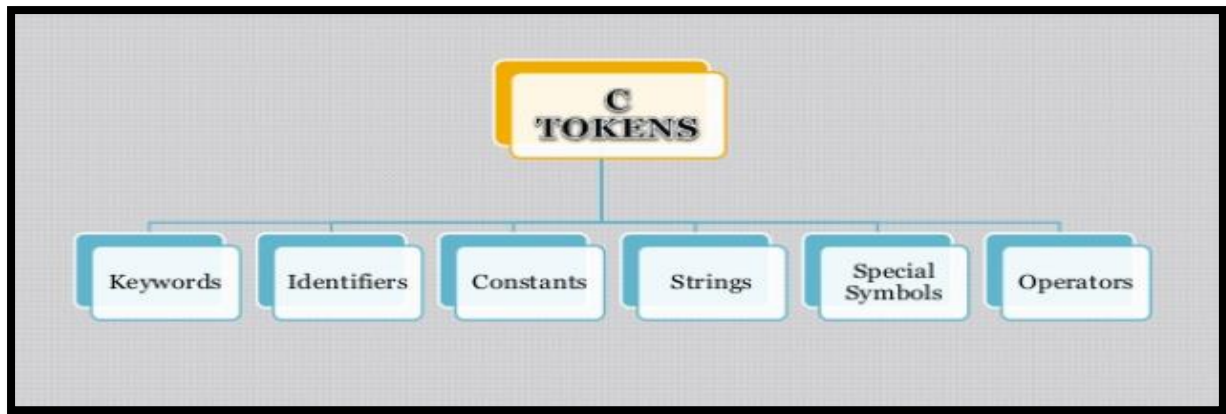 C
TOKENS
Keywords
Identifiers
Constants
Strings
Special
Symbols
Operators